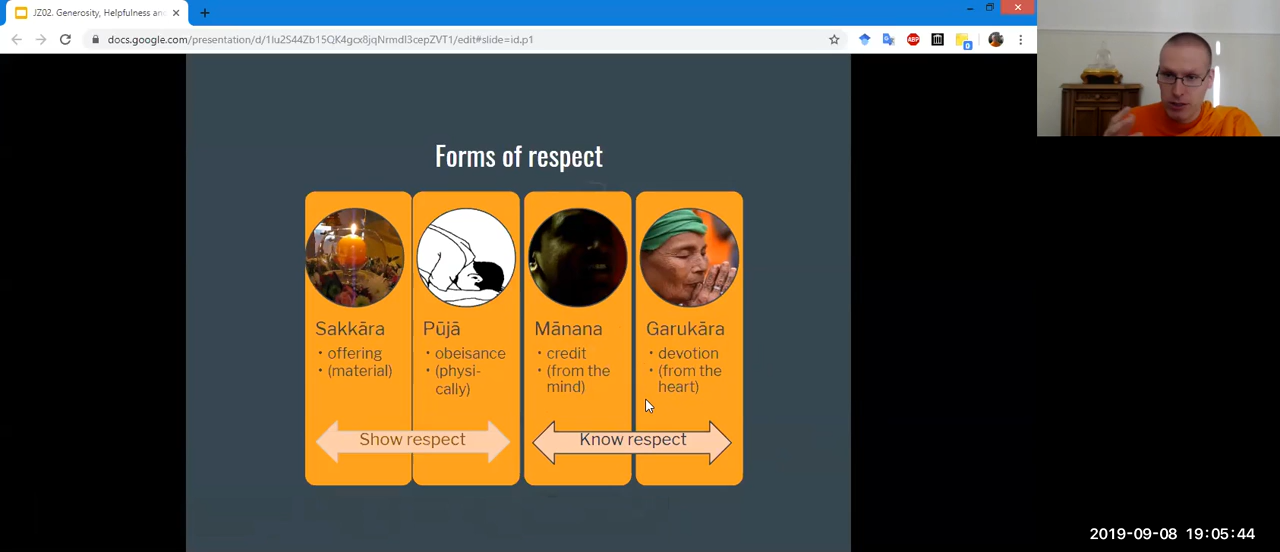 JZ02. Generosity, Helpfulness an
docs.google.com/presentation/d/1Iu2S44Zb15QK4gcx8jqNrmdl3cepZVT1/edit#slide=id.p1
ABP
Forms of respect
Sakkāra
• offering
• (material)
Pūjā
• obeisance
• (physi-
cally)
Mānana
• credit
• (from the
mind)
Garukāra
• devotion
• (from the
heart)
Show respect
Know respect
2019-09-08 19:05:44